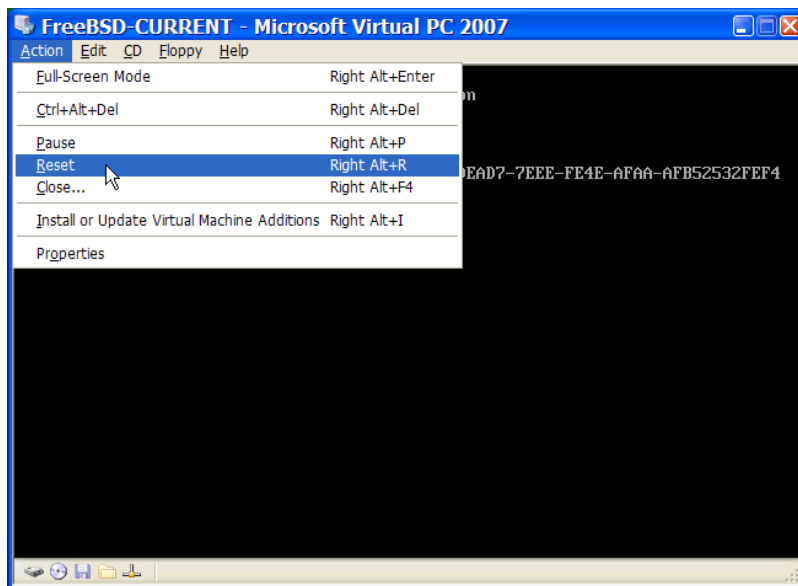 FreeBSD-CURRENT - Microsoft Virtual PC 2007
Action Edit CD Floppy Help
Full-Screen Mode Right Alt+Enter
Ctrl+Alt+Del Right Alt+Del
Pause Right Alt+P
Reset Right Alt+R
Close... Right Alt+F4
Install or Update Virtual Machine Additions Right Alt+I
Properties
on
EAD7-7EEE-FE4E-AFAA-AFB52532FEF4